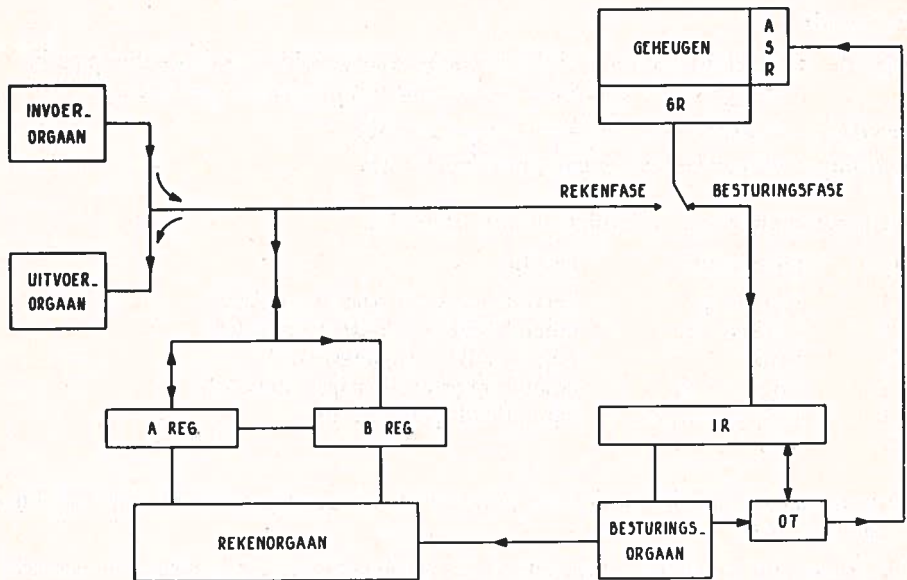 GEHEUGEN
A
S
R
GR
INVOER_
ORGAAN
REKENFASE
BESTURINGSFASE
UITVOER_
ORGAAN
A REG.
B REG
IR
REKENORGAAN
BESTURINGS_
ORGAAN
OT